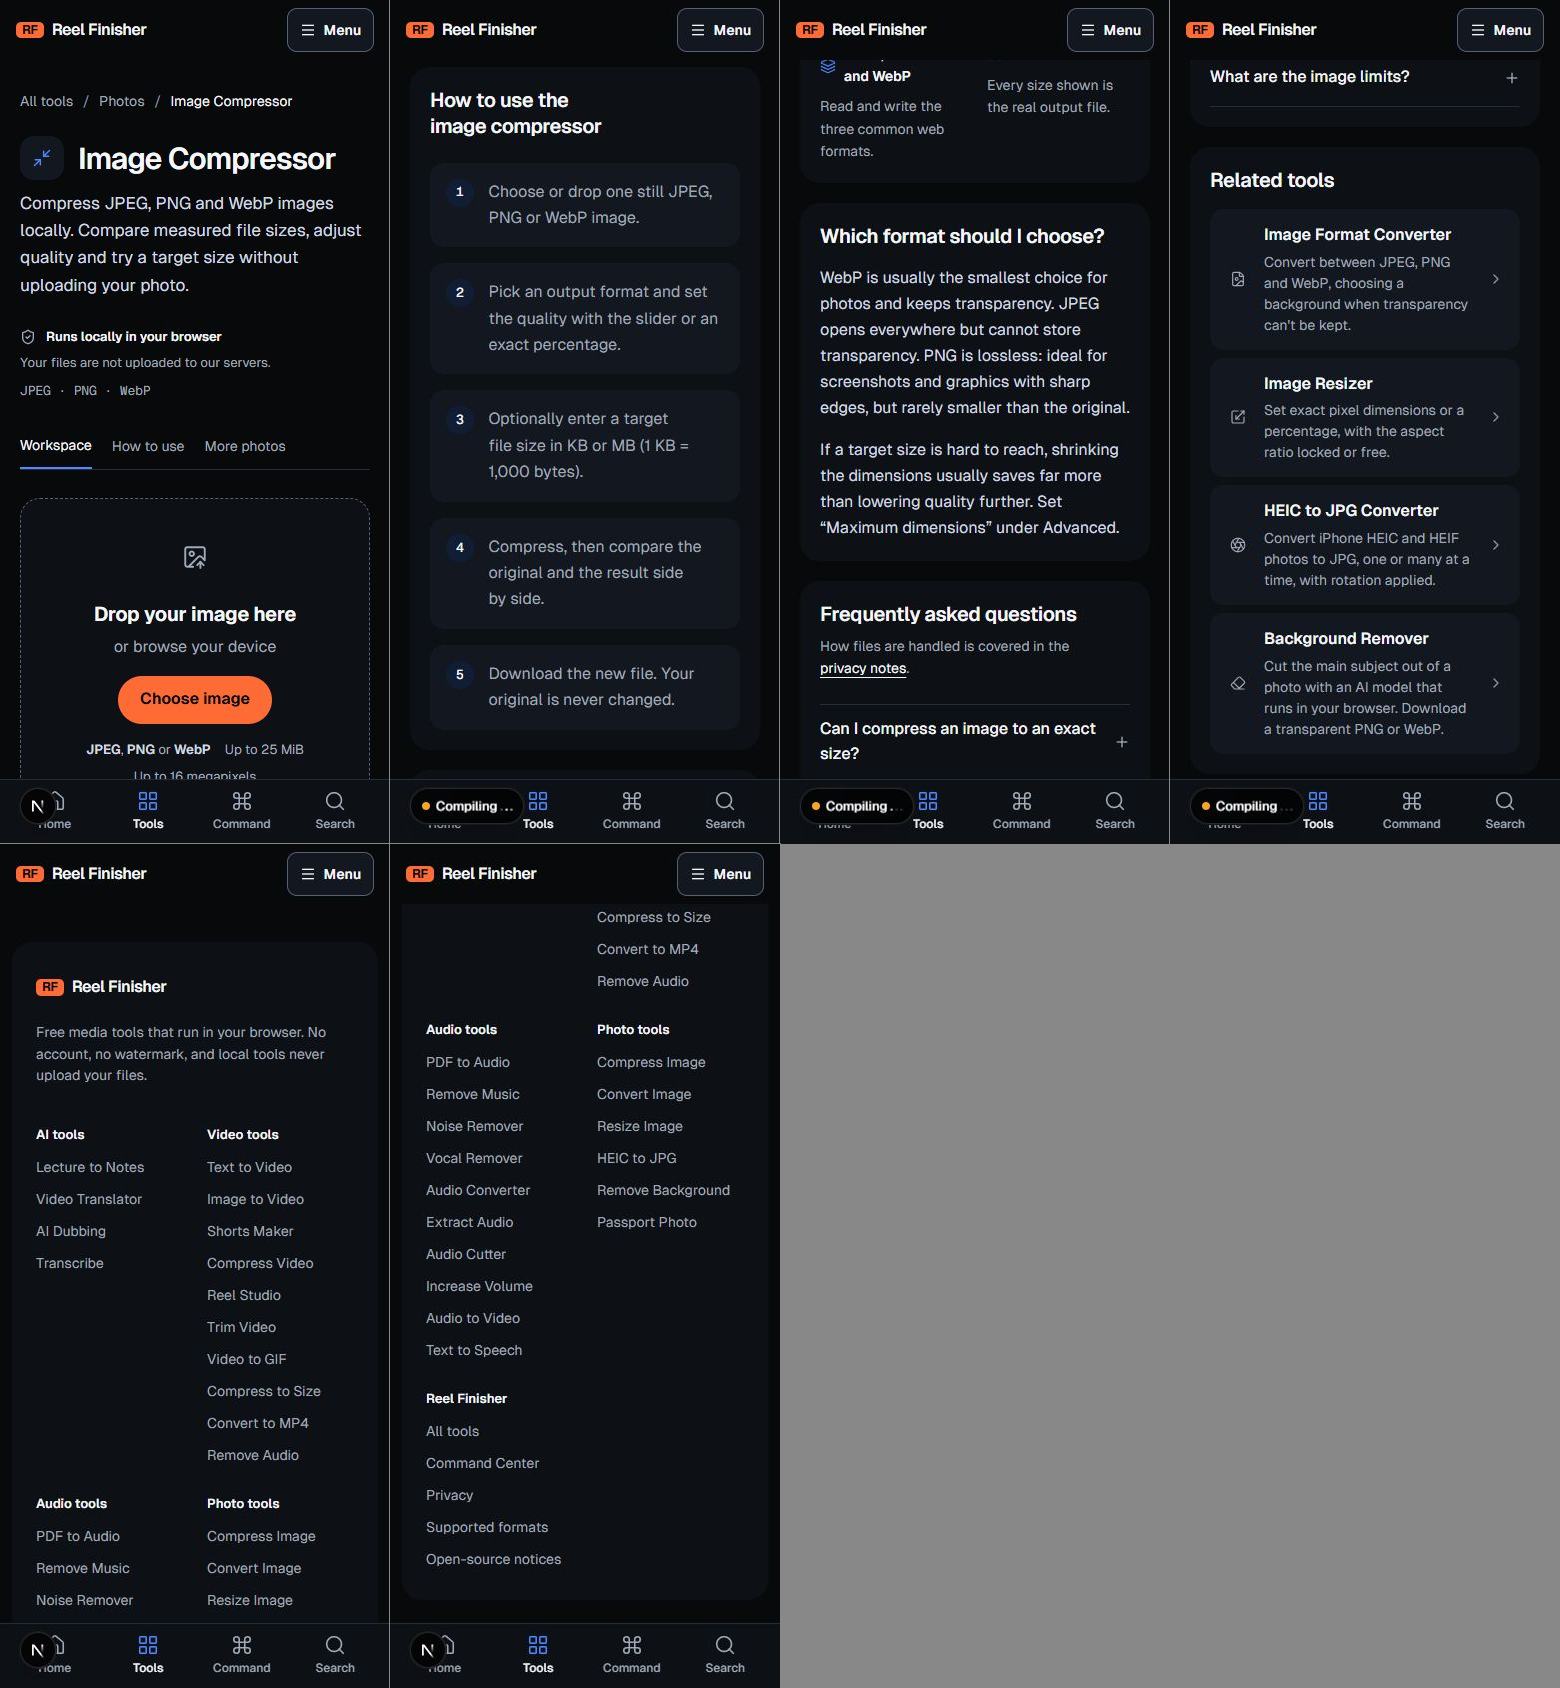 RF Reel Finisher
Menu
All tools / Photos / Image Compressor
Image Compressor
Compress JPEG, PNG and WebP images
locally. Compare measured file sizes, adjust
quality and try a target size without
uploading your photo.
Runs locally in your browser
Your files are not uploaded to our servers.
JPEG · PNG · WebP
Workspace How to use More photos
Drop your image here
or browse your device
Choose image
JPEG, PNG or WebP Up to 25 MiB
Up to 16 megapixels
N
Home Tools Command Search
RF Reel Finisher
Menu
How to use the
image compressor
1 Choose or drop one still JPEG,
PNG or WebP image.
2 Pick an output format and set
the quality with the slider or an
exact percentage.
3 Optionally enter a target
file size in KB or MB (1 KB =
1,000 bytes).
4 Compress, then compare the
original and the result side
by side.
5 Download the new file. Your
original is never changed.
Compiling ...
Home Tools Command Search
RF Reel Finisher
Menu
and WebP
Read and write the
three common web
formats.
Every size shown is
the real output file.
Which format should I choose?
WebP is usually the smallest choice for
photos and keeps transparency. JPEG
opens everywhere but cannot store
transparency. PNG is lossless: ideal for
screenshots and graphics with sharp
edges, but rarely smaller than the original.
If a target size is hard to reach, shrinking
the dimensions usually saves far more
than lowering quality further. Set
“Maximum dimensions” under Advanced.
Frequently asked questions
How files are handled is covered in the
privacy notes.
Can I compress an image to an exact
size?
Compiling ...
Home Tools Command Search
RF Reel Finisher
Menu
What are the image limits?
Related tools
Image Format Converter
Convert between JPEG, PNG
and WebP, choosing a
background when transparency
can't be kept.
Image Resizer
Set exact pixel dimensions or a
percentage, with the aspect
ratio locked or free.
HEIC to JPG Converter
Convert iPhone HEIC and HEIF
photos to JPG, one or many at a
time, with rotation applied.
Background Remover
Cut the main subject out of a
photo with an AI model that
runs in your browser. Download
a transparent PNG or WebP.
Compiling ...
Home Tools Command Search
RF Reel Finisher
Menu
RF Reel Finisher
Free media tools that run in your browser. No
account, no watermark, and local tools never
upload your files.
AI tools
Lecture to Notes
Video Translator
AI Dubbing
Transcribe
Video tools
Text to Video
Image to Video
Shorts Maker
Compress Video
Reel Studio
Trim Video
Video to GIF
Compress to Size
Convert to MP4
Remove Audio
Audio tools
PDF to Audio
Remove Music
Noise Remover
Photo tools
Compress Image
Convert Image
Resize Image
N
Home Tools Command Search
RF Reel Finisher
Menu
Compress to Size
Convert to MP4
Remove Audio
Audio tools
PDF to Audio
Remove Music
Noise Remover
Vocal Remover
Audio Converter
Extract Audio
Audio Cutter
Increase Volume
Audio to Video
Text to Speech
Photo tools
Compress Image
Convert Image
Resize Image
HEIC to JPG
Remove Background
Passport Photo
Reel Finisher
All tools
Command Center
Privacy
Supported formats
Open-source notices
N
Home Tools Command Search